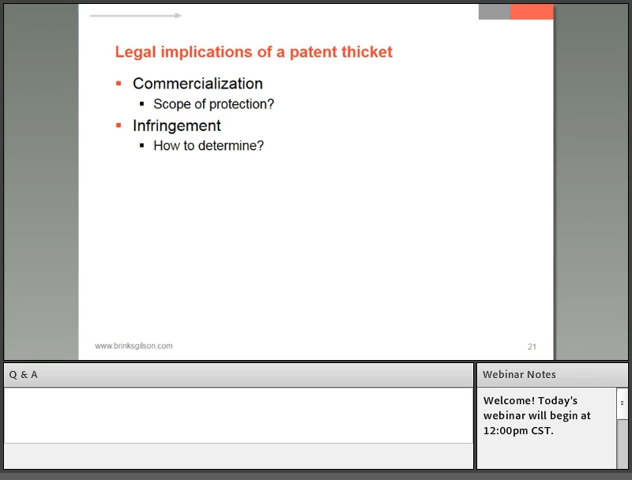 Legal implications of a patent thicket
Commercialization
Scope of protection?
Infringement
How to determine?
www.brinksgilson.com
21
Q & A
Webinar Notes
Welcome! Today's
webinar will begin at
12:00pm CST.